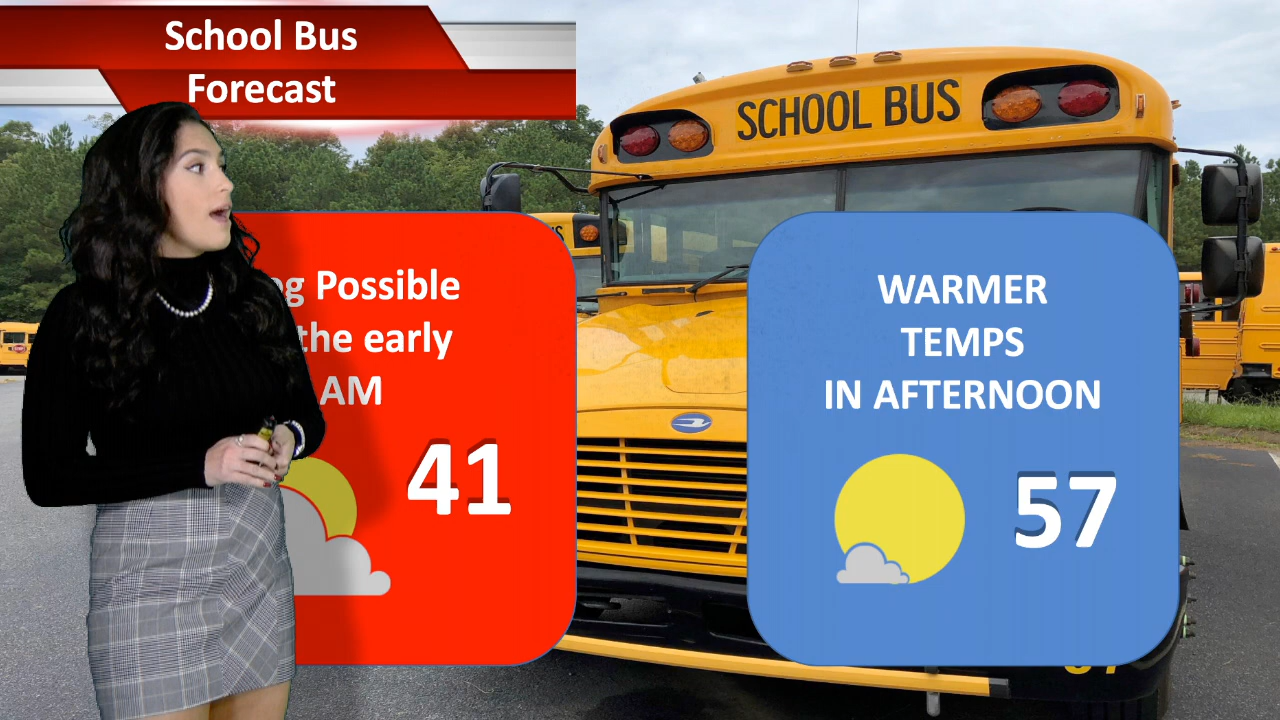 School Bus
Forecast
SCHOOL BUS
Possible
the early
AM
41
WARMER
TEMPS
IN AFTERNOON
57